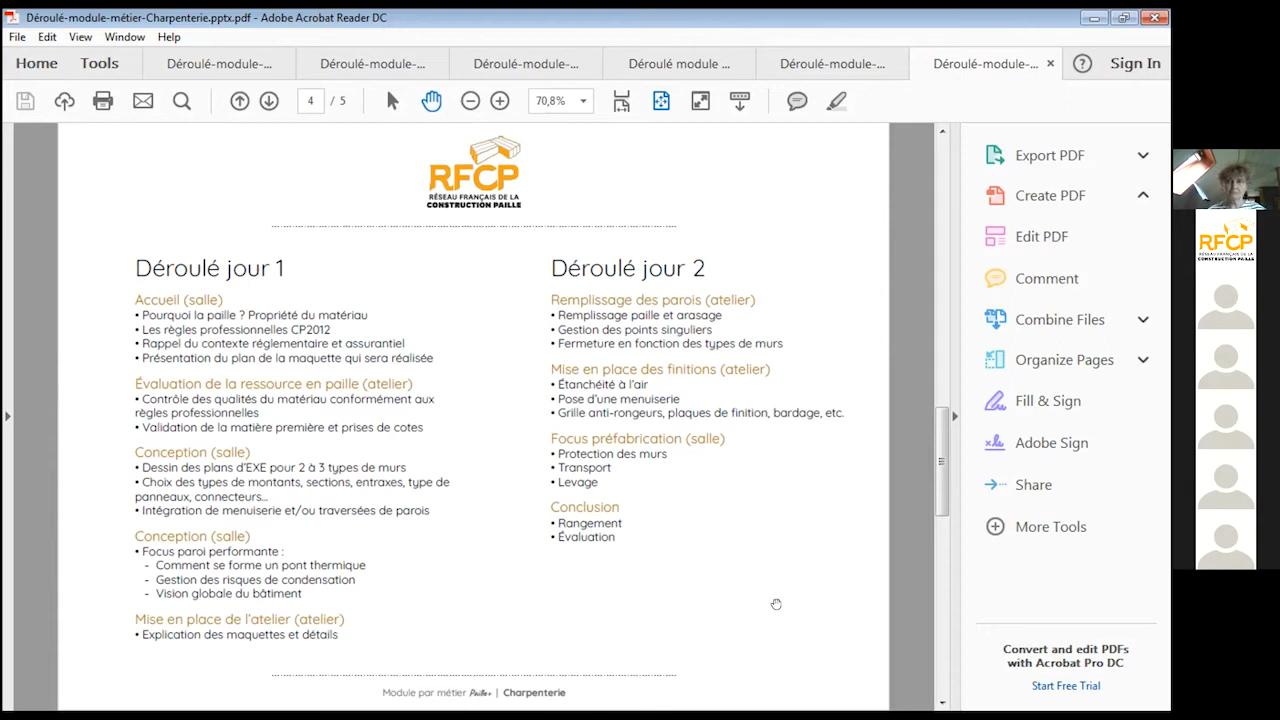 Déroulé-module-métier-Charpenterie.pptx.pdf - Adobe Acrobat Reader DC
File Edit View Window Help
Home Tools Déroulé-module-... Déroulé-module-... Déroulé-module-... Déroulé module ... Déroulé-module-... Déroulé-module-... × ? Sign In
4 / 5 70,8%
RFCP
RÉSEAU FRANÇAIS DE LA
CONSTRUCTION PAILLE
Déroulé jour 1
Accueil (salle)
• Pourquoi la paille ? Propriété du matériau
• Les règles professionnelles CP2012
• Rappel du contexte réglementaire et assurantiel
• Présentation du plan de la maquette qui sera réalisée
Évaluation de la ressource en paille (atelier)
• Contrôle des qualités du matériau conformément aux
règles professionnelles
• Validation de la matière première et prises de cotes
Conception (salle)
• Dessin des plans d'EXE pour 2 à 3 types de murs
• Choix des types de montants, sections, entraxes, type de
panneaux, connecteurs...
• Intégration de menuiserie et/ou traversées de parois
Conception (salle)
• Focus paroi performante :
- Comment se forme un pont thermique
- Gestion des risques de condensation
- Vision globale du bâtiment
Mise en place de l'atelier (atelier)
• Explication des maquettes et détails
Déroulé jour 2
Remplissage des parois (atelier)
• Remplissage paille et arasage
• Gestion des points singuliers
• Fermeture en fonction des types de murs
Mise en place des finitions (atelier)
• Étanchéité à l'air
• Pose d'une menuiserie
• Grille anti-rongeurs, plaques de finition, bardage, etc.
Focus préfabrication (salle)
• Protection des murs
• Transport
• Levage
Conclusion
• Rangement
• Évaluation
Module par métier Paille+ | Charpenterie
Export PDF
Create PDF
Edit PDF
Comment
Combine Files
Organize Pages
Fill & Sign
Adobe Sign
Share
More Tools
Convert and edit PDFs
with Acrobat Pro DC
Start Free Trial
RFCP
RÉSEAU FRANÇAIS DE LA
CONSTRUCTION PAILLE